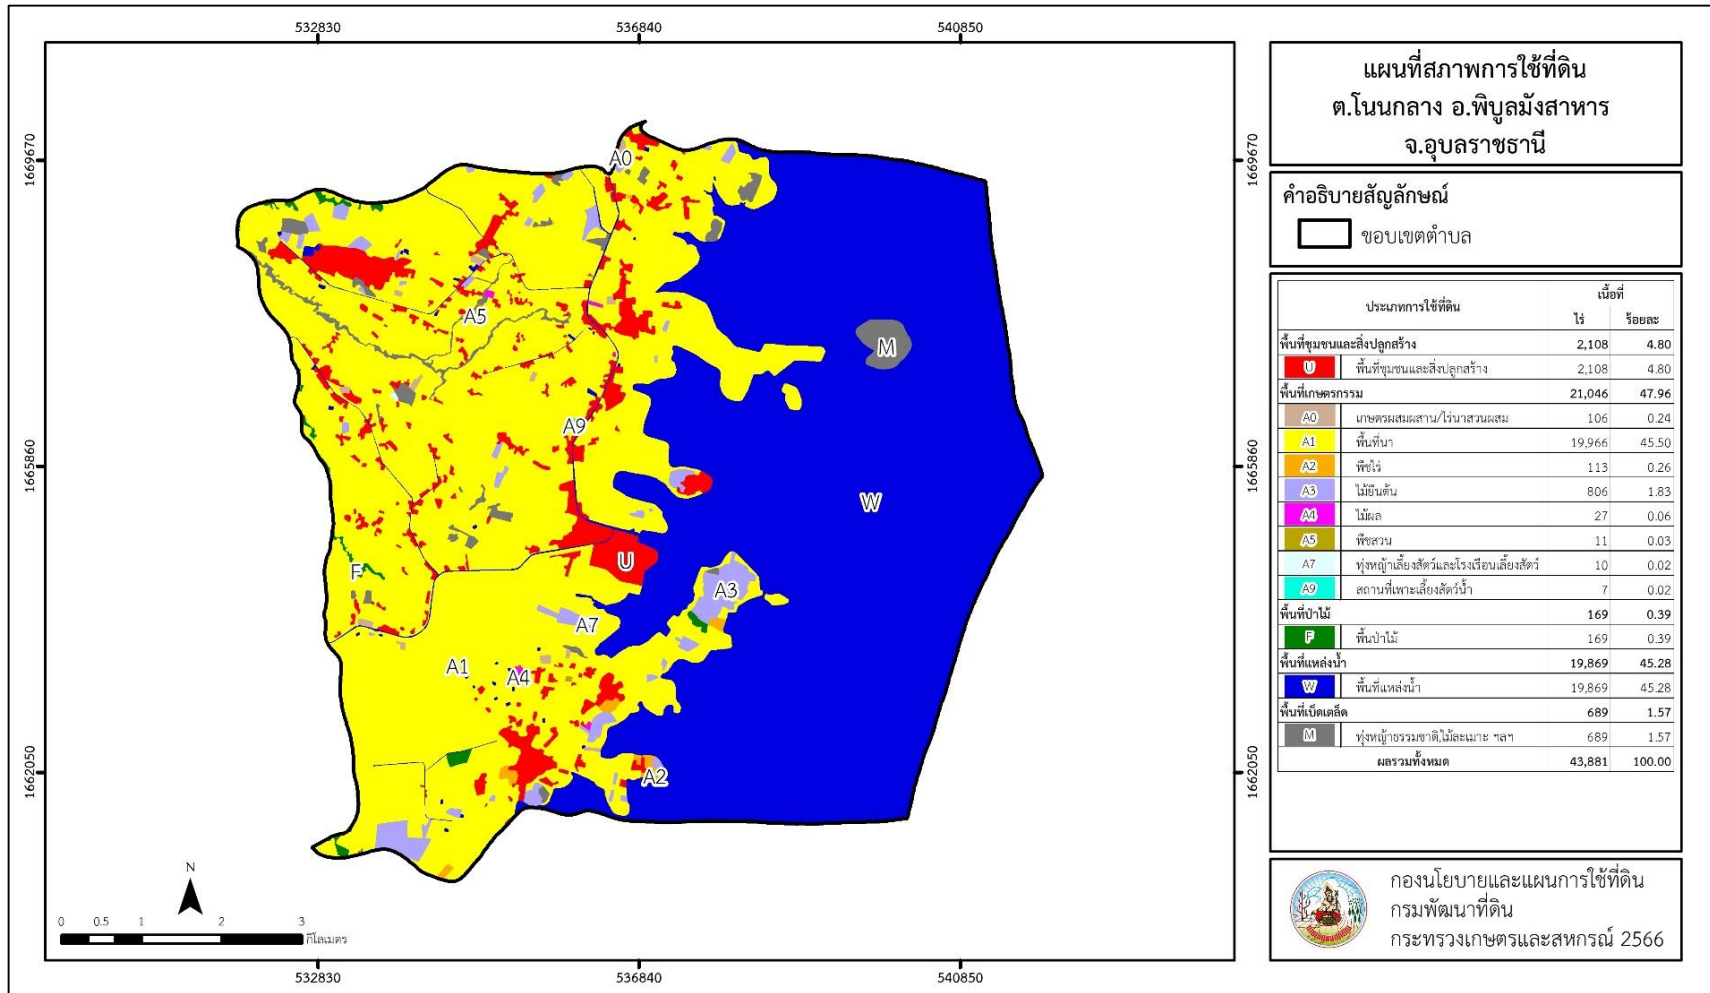 532830 536840 540850
1669670 1669670
1665860 1665860
1662050 1662050
A0
A5
M
A9
W
U
F
A3
A7
A1
A4
A2
N
0 0.5 1 2 3
กิโลเมตร
532830 536840 540850
แผนที่สภาพการใช้ที่ดิน
ต.โนนกลาง อ.พิบูลมังสาหาร
จ.อุบลราชธานี
คำอธิบายสัญลักษณ์
ขอบเขตตำบล
ประเภทการใช้ที่ดิน เนื้อที่
ไร่ ร้อยละ
พื้นที่ชุมชนและสิ่งปลูกสร้าง 2,108 4.80
U พื้นที่ชุมชนและสิ่งปลูกสร้าง 2,108 4.80
พื้นที่เกษตรกรรม 21,046 47.96
A0 เกษตรผสมผสาน/ไร่นาสวนผสม 106 0.24
A1 พื้นที่นา 19,966 45.50
A2 พืชไร่ 113 0.26
A3 ไม้ยืนต้น 806 1.83
A4 ไม้ผล 27 0.06
A5 พืชสวน 11 0.03
A7 ทุ่งหญ้าเลี้ยงสัตว์และโรงเรือนเลี้ยงสัตว์ 10 0.02
A9 สถานที่เพาะเลี้ยงสัตว์น้ำ 7 0.02
พื้นที่ป่าไม้ 169 0.39
F พื้นป่าไม้ 169 0.39
พื้นที่แหล่งน้ำ 19,869 45.28
W พื้นที่แหล่งน้ำ 19,869 45.28
พื้นที่เบ็ดเตล็ด 689 1.57
M ทุ่งหญ้าธรรมชาติ,ไม้ละเมาะ ฯลฯ 689 1.57
ผลรวมทั้งหมด 43,881 100.00
กองนโยบายและแผนการใช้ที่ดิน
กรมพัฒนาที่ดิน
กระทรวงเกษตรและสหกรณ์ 2566